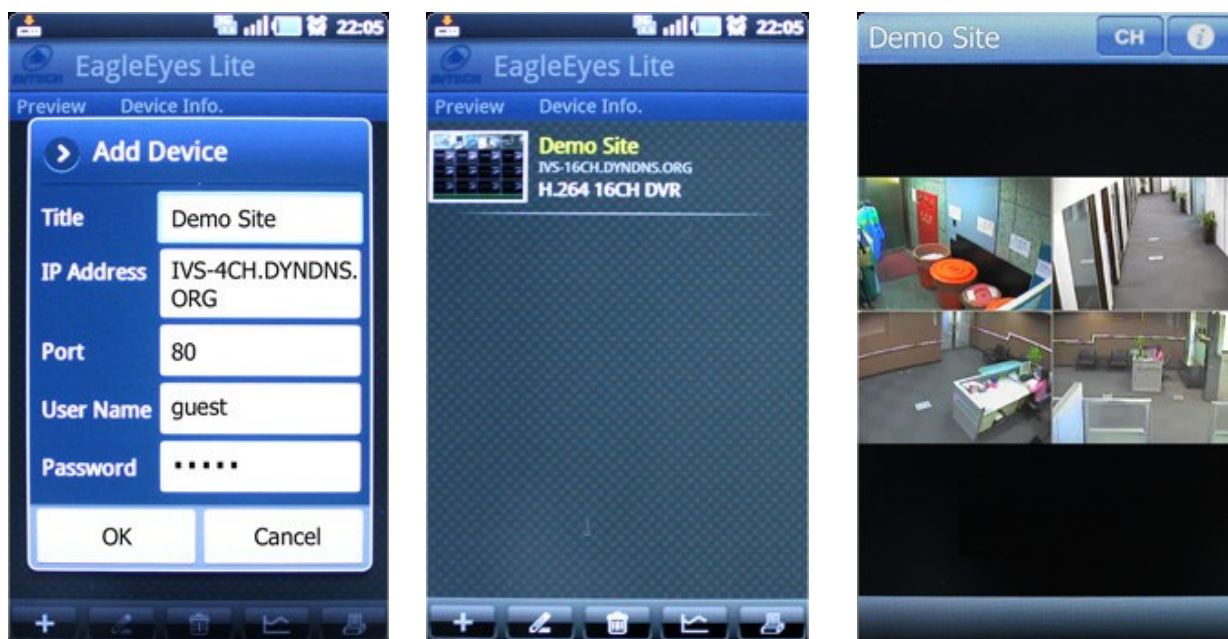 22:05
EagleEyes Lite
Preview Device Info.
Add Device
Title Demo Site
IP Address IVS-4CH.DYNDNS.
ORG
Port 80
User Name guest
Password •••••
OK Cancel
22:05
EagleEyes Lite
Preview Device Info.
Demo Site
IVS-16CH.DYNDNS.ORG
H.264 16CH DVR
Demo Site CH i